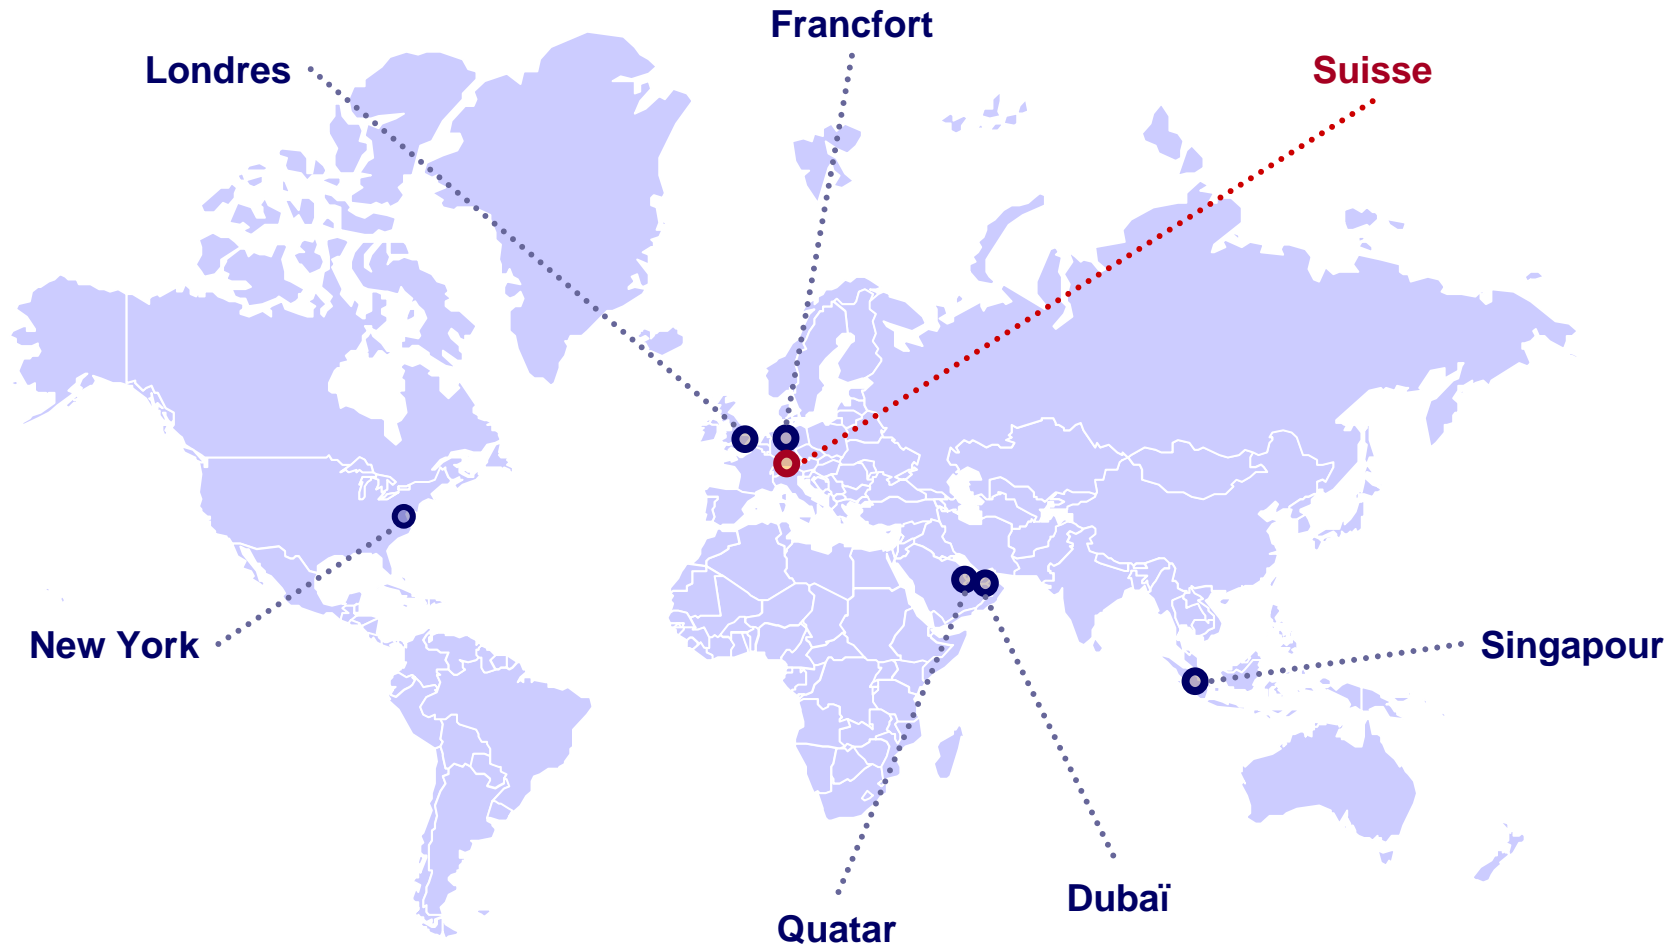 Francfort
Londres
Suisse
New York
Singapour
Dubaï
Quatar